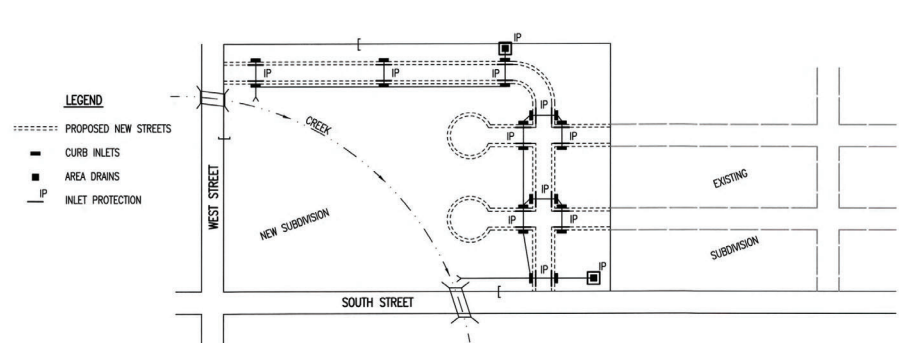 IP
IP
IP
IP
LEGEND
IP
PROPOSED NEW STREETS
CREEK
IP
IP
CURB INLETS
AREA DRAINS
EXISTING
IP
INLET PROTECTION
WEST STREET
IP
NEW SUBDIVISION
IP
IP
SUBDIVISION
IP
IP
SOUTH STREET